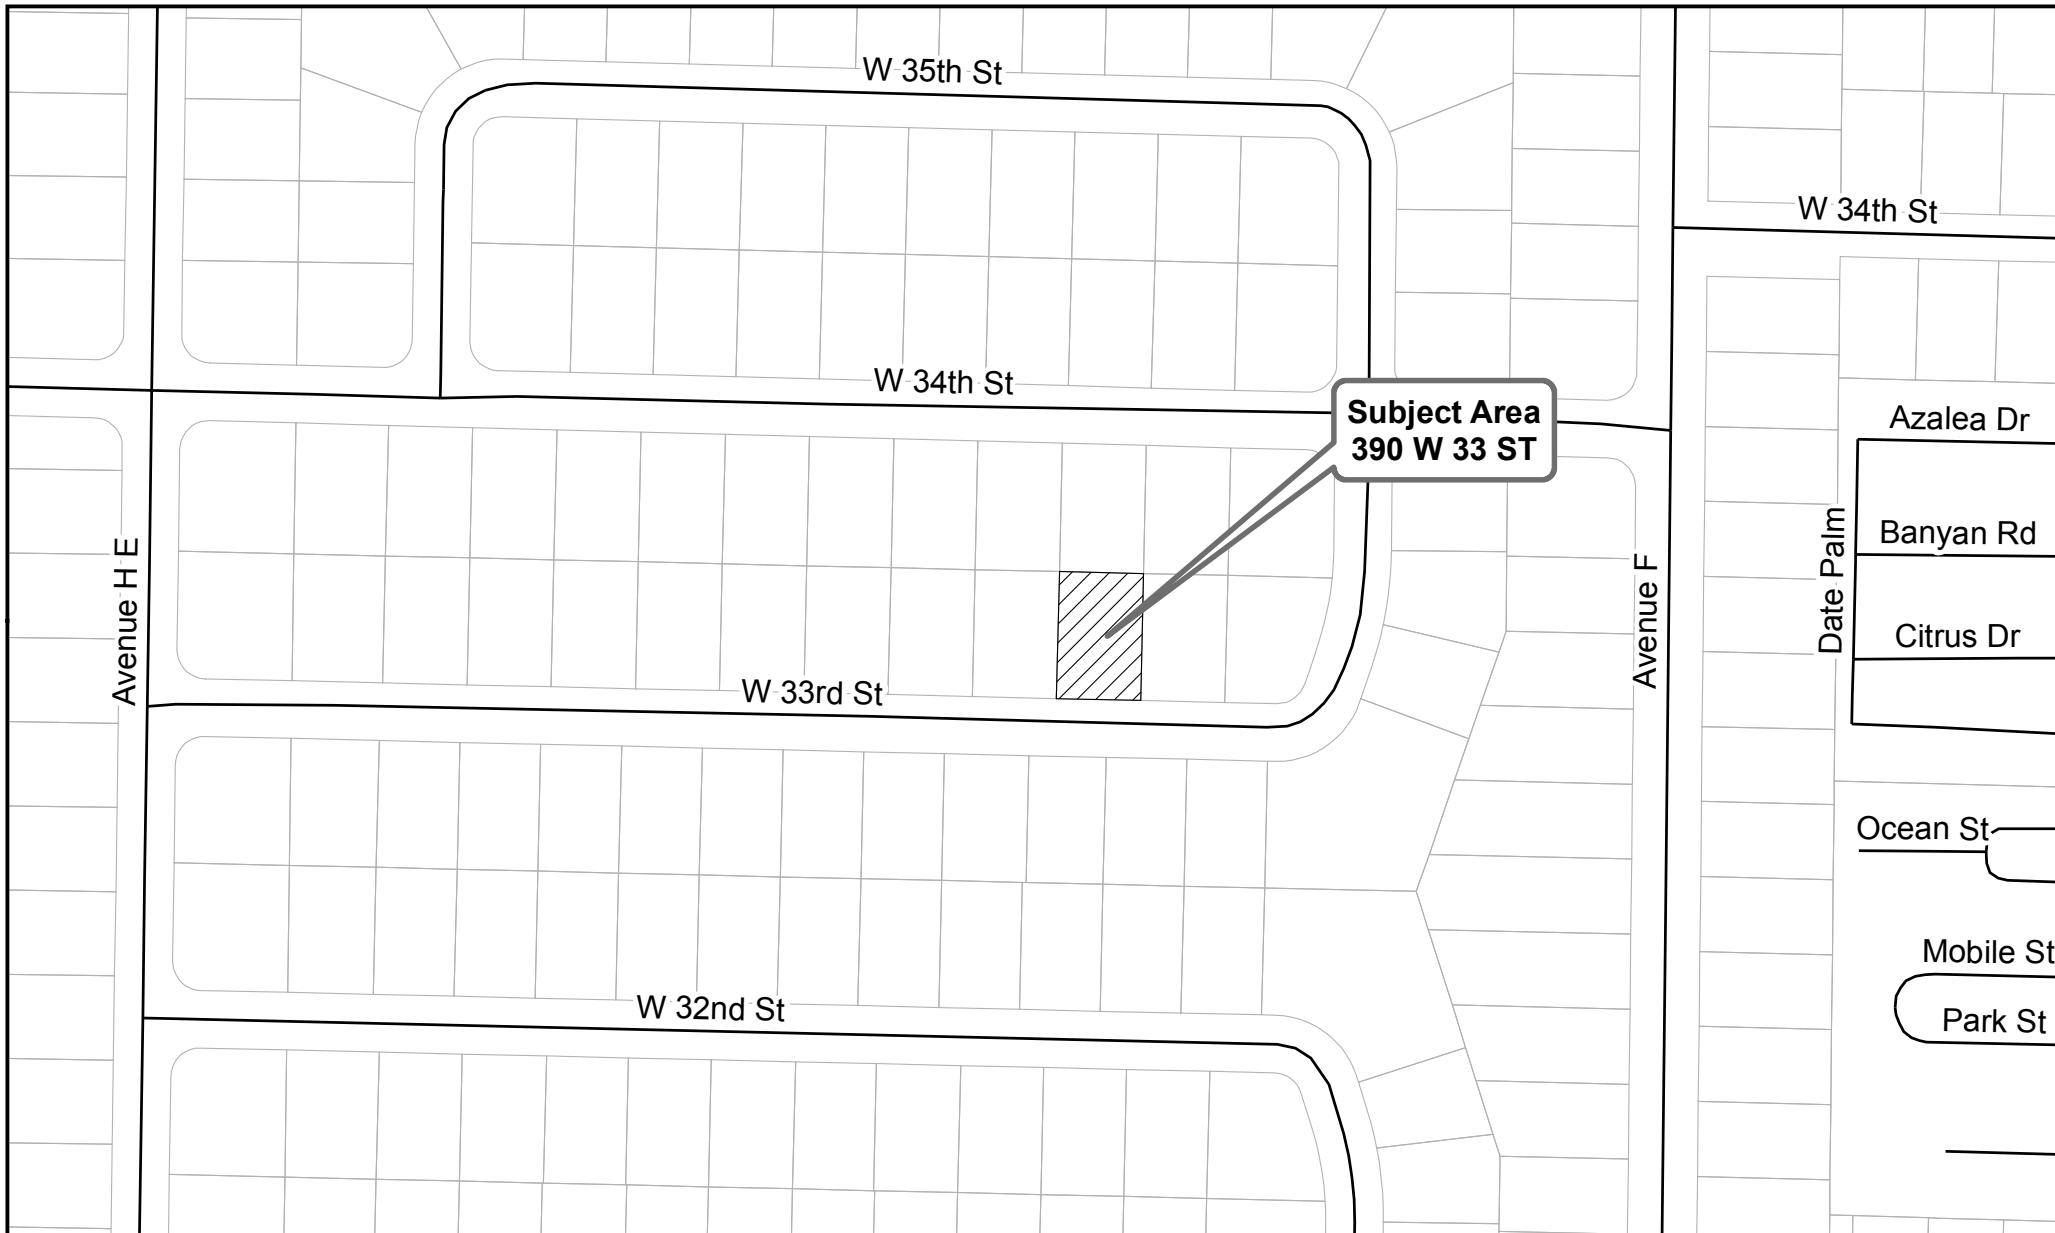 W 35th St
W 34th St
W 34th St
Subject Area
390 W 33 ST
Azalea Dr
Banyan Rd
Date Palm
Citrus Dr
Avenue H E
Avenue F
W 33rd St
Ocean St
Mobile St
Park St
W 32nd St